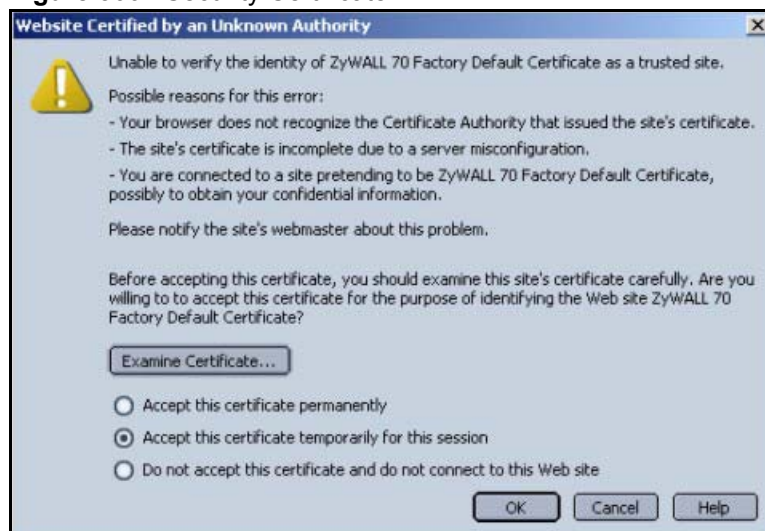 Website Certified by an Unknown Authority
Unable to verify the identity of ZyWALL 70 Factory Default Certificate as a trusted site.
Possible reasons for this error:
- Your browser does not recognize the Certificate Authority that issued the site's certificate.
- The site's certificate is incomplete due to a server misconfiguration.
- You are connected to a site pretending to be ZyWALL 70 Factory Default Certificate,
possibly to obtain your confidential information.
Please notify the site's webmaster about this problem.
Before accepting this certificate, you should examine this site's certificate carefully. Are you
willing to to accept this certificate for the purpose of identifying the Web site ZyWALL 70
Factory Default Certificate?
Examine Certificate...
Accept this certificate permanently
Accept this certificate temporarily for this session
Do not accept this certificate and do not connect to this Web site
OK Cancel Help